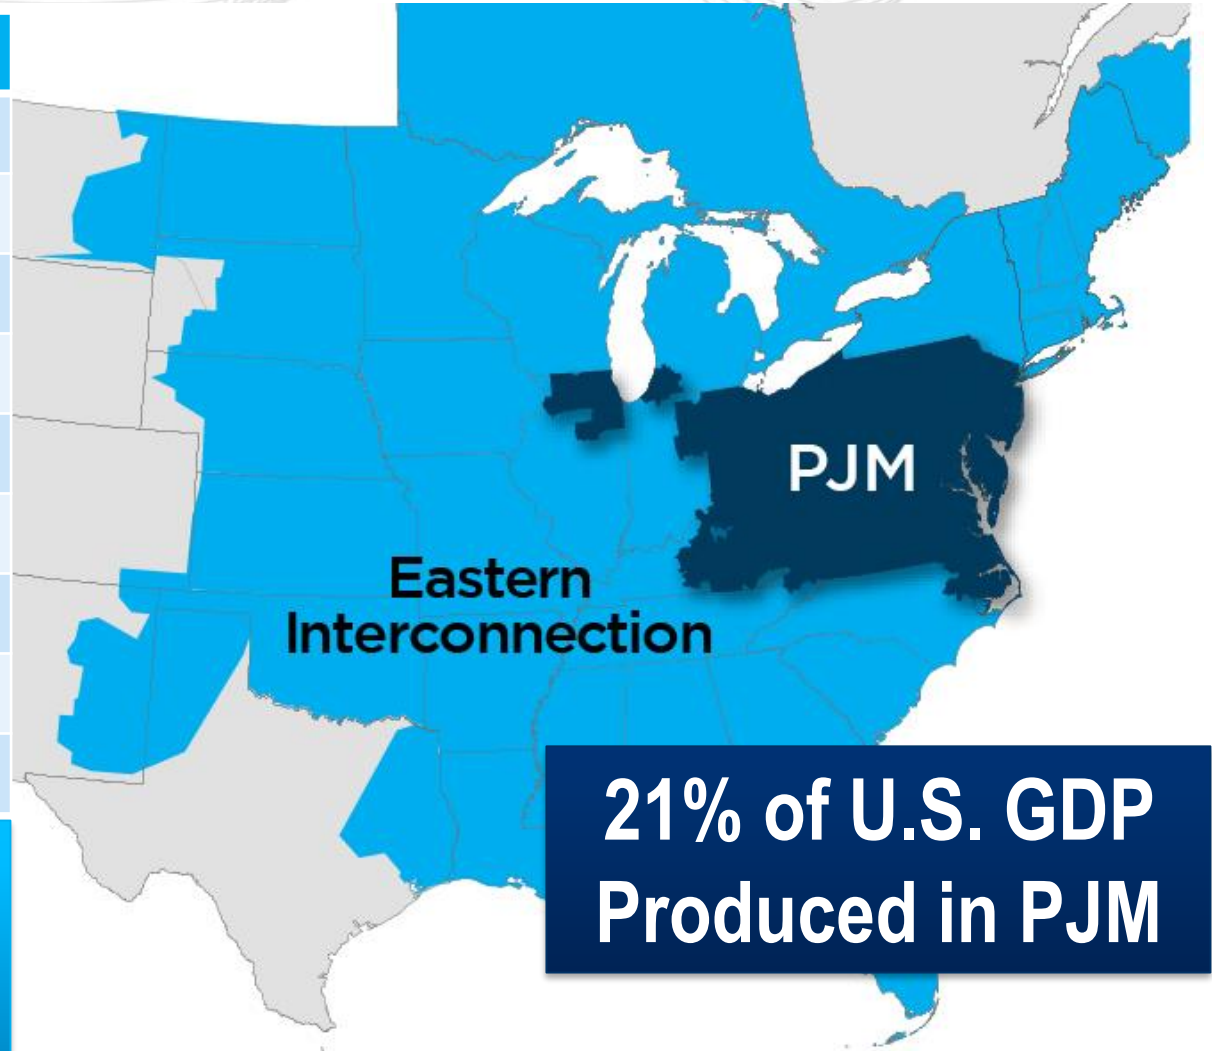 PJM
Eastern
Interconnection
21% of U.S. GDP
Produced in PJM